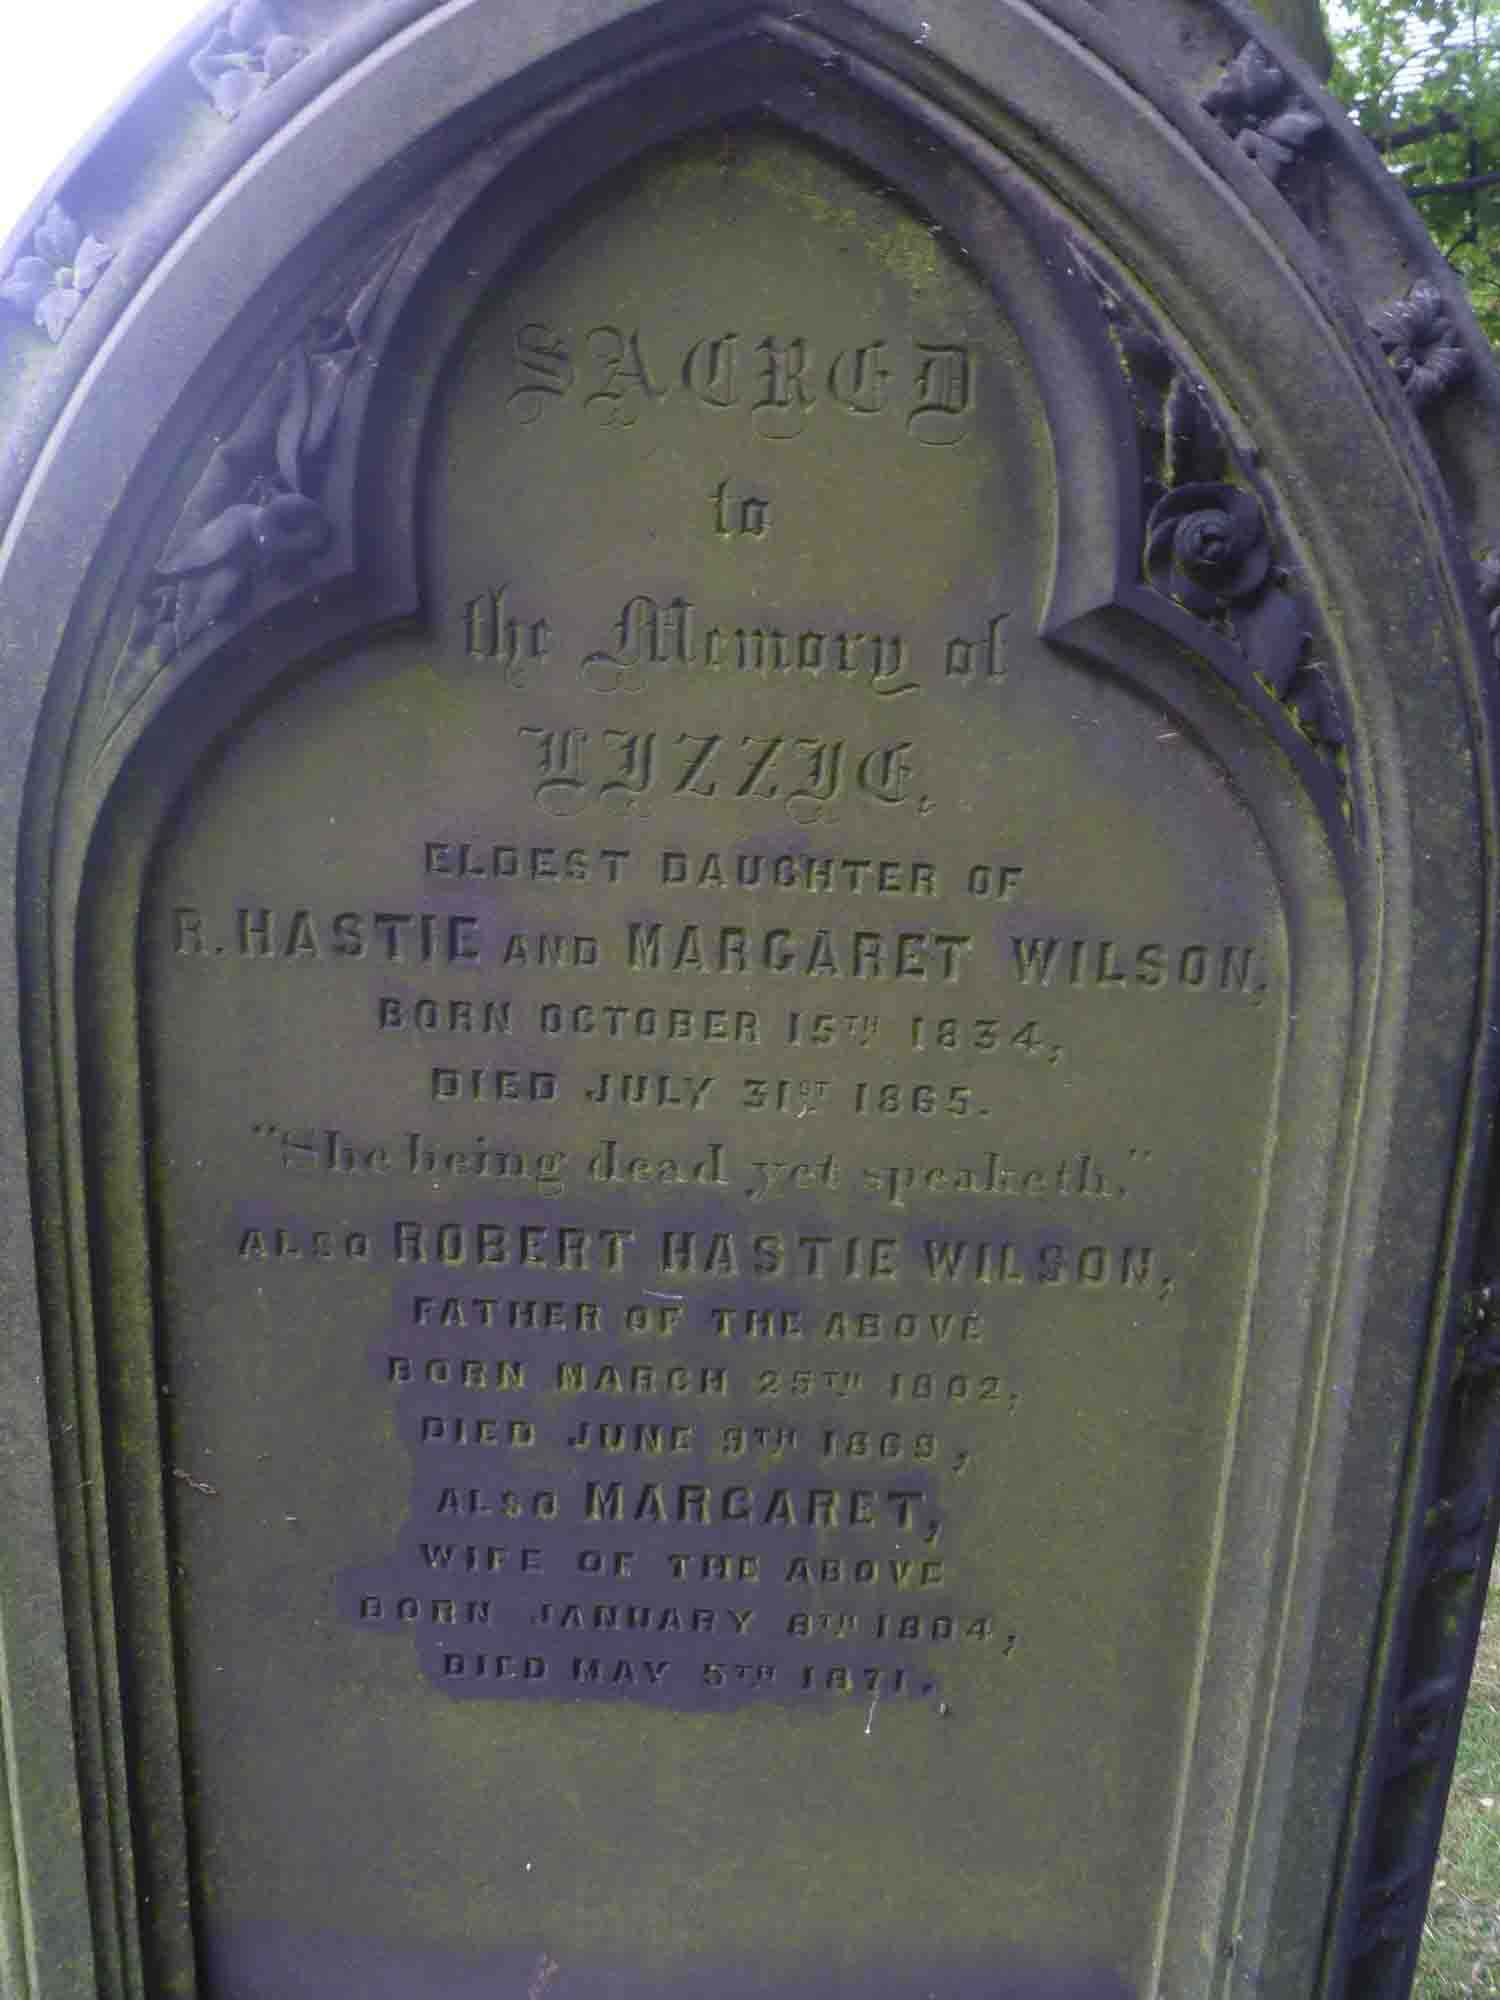 SACRED
to
the Memory of
LIZZIE,
ELDEST DAUGHTER OF
R. HASTIE AND MARGARET WILSON,
BORN OCTOBER 15TH 1834,
DIED JULY 31ST 1865.
"She being dead yet speaketh."
ALSO ROBERT HASTIE WILSON,
FATHER OF THE ABOVE
BORN MARCH 25TH 1802,
DIED JUNE 9TH 1869,
ALSO MARGARET,
WIFE OF THE ABOVE
BORN JANUARY 8TH 1804,
DIED MAY 5TH 1871.